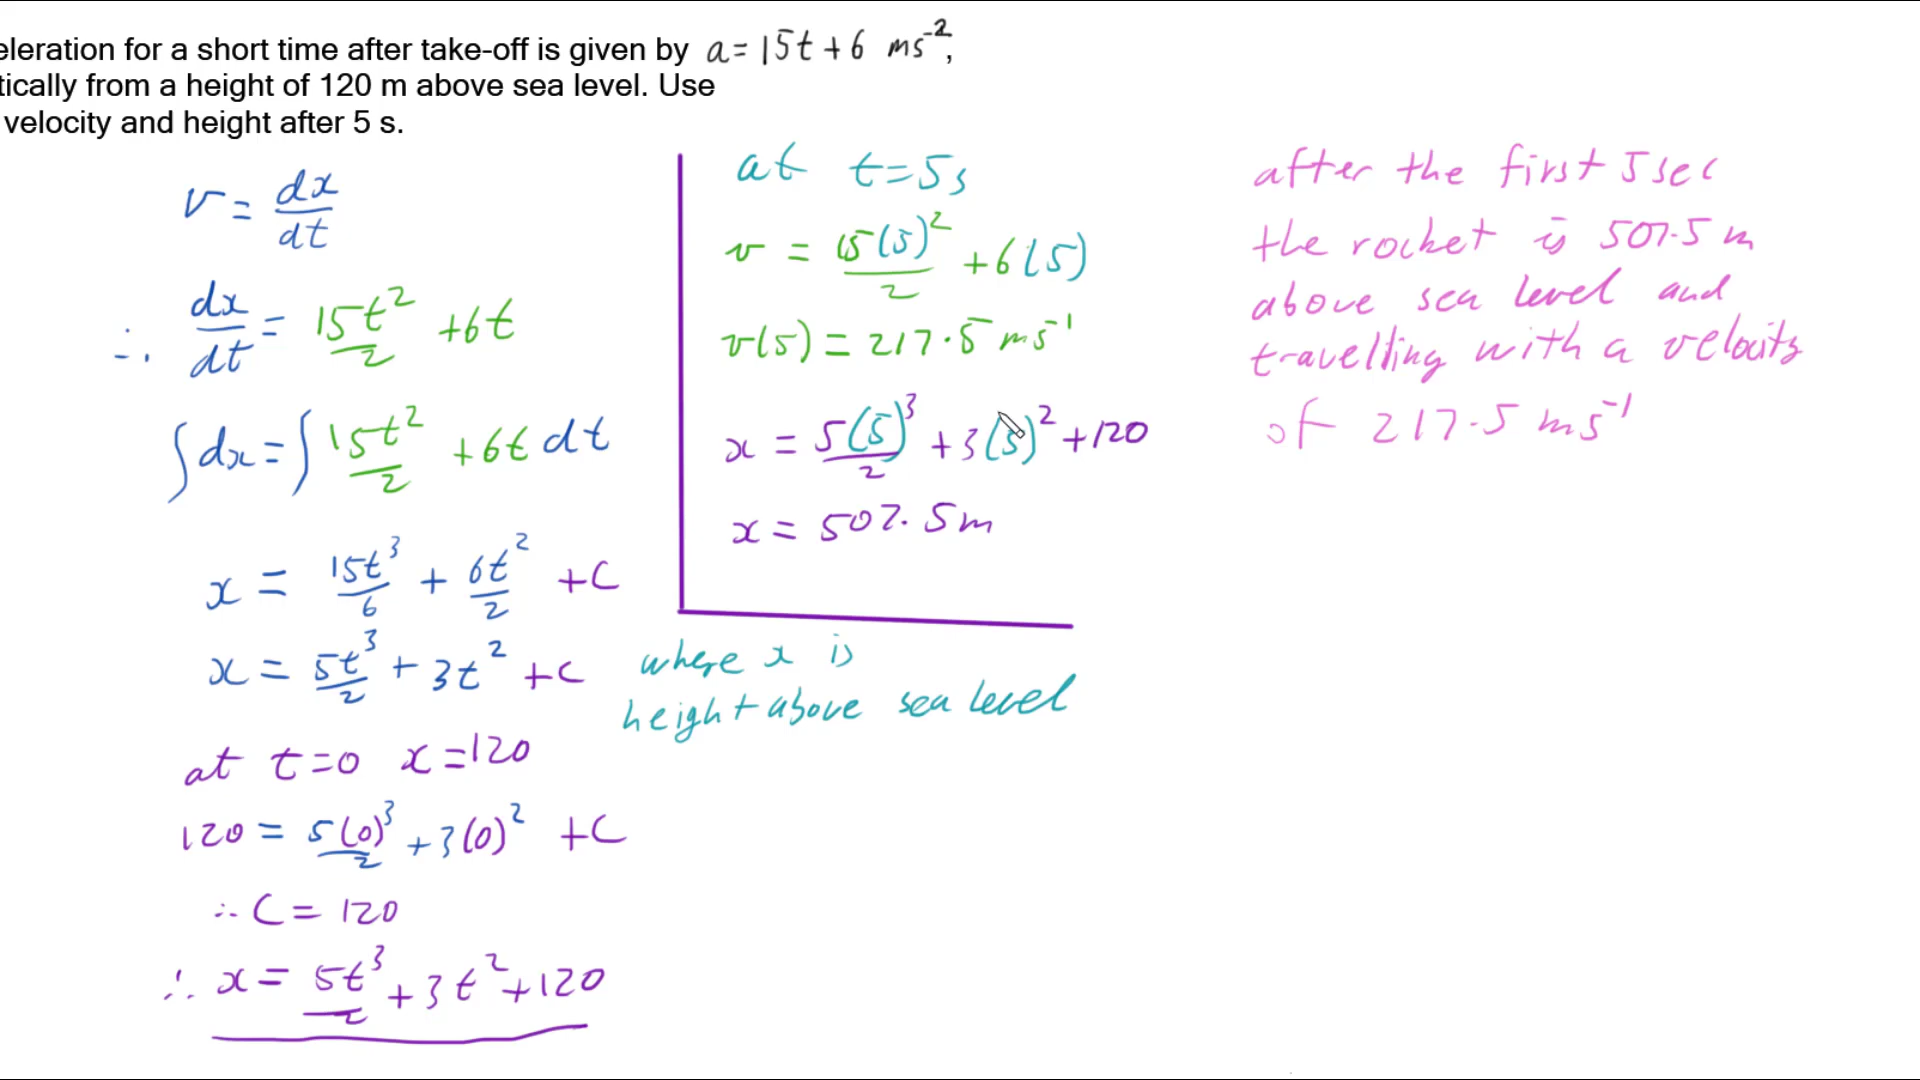 eleration for a short time after take-off is given by a=15t+6 ms⁻²,
tically from a height of 120 m above sea level. Use
velocity and height after 5 s.
v = dx/dt
∴ dx/dt = 15t²/2 +6t
∫dx=∫15t²/2 +6t dt
x = 15t³/6 + 6t²/2 +C
x = 5t³/2 + 3t² +C
at t=0 x=120
120 = 5(0)³/2 +3(0)² +C
∴ C = 120
∴ x = 5t³/2 +3t²+120
at t=5s
v = 15(5)²/2 +6(5)
v(5) = 217.5 ms⁻¹
x = 5(5)³/2 +3(5)²+120
x = 507.5m
where x is
height above sea level
after the first 5sec
the rocket is 507.5 m
above sea level and
travelling with a velocity
of 217.5 ms⁻¹